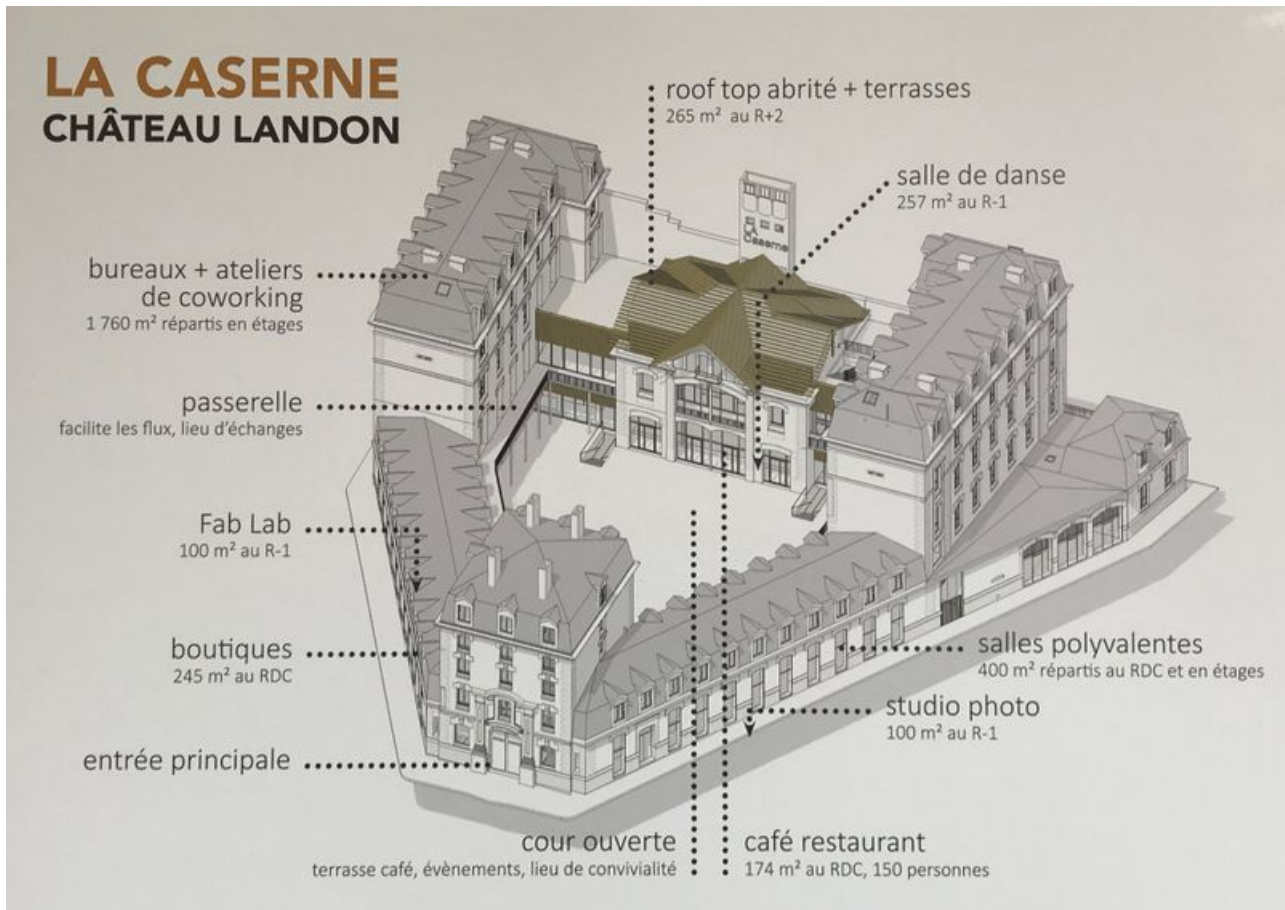 LA CASERNE
CHÂTEAU LANDON
roof top abrité + terrasses
265 m² au R+2
salle de danse
257 m² au R-1
LA
Caserne
bureaux + ateliers
de coworking
1 760 m² répartis en étages
passerelle
facilite les flux, lieu d'échanges
Fab Lab
100 m² au R-1
boutiques
245 m² au RDC
entrée principale
salles polyvalentes
400 m² répartis au RDC et en étages
studio photo
100 m² au R-1
cour ouverte
terrasse café, évènements, lieu de convivialité
café restaurant
174 m² au RDC, 150 personnes